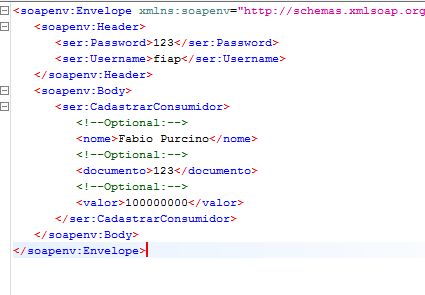 <soapenv:Envelope xmlns:soapenv="http://schemas.xmlsoap.org
<soapenv:Header>
<ser:Password>123</ser:Password>
<ser:Username>fiap</ser:Username>
</soapenv:Header>
<soapenv:Body>
<ser:CadastrarConsumidor>
<!--Optional:-->
<nome>Fabio Purcino</nome>
<!--Optional:-->
<documento>123</documento>
<!--Optional:-->
<valor>100000000</valor>
</ser:CadastrarConsumidor>
</soapenv:Body>
</soapenv:Envelope>